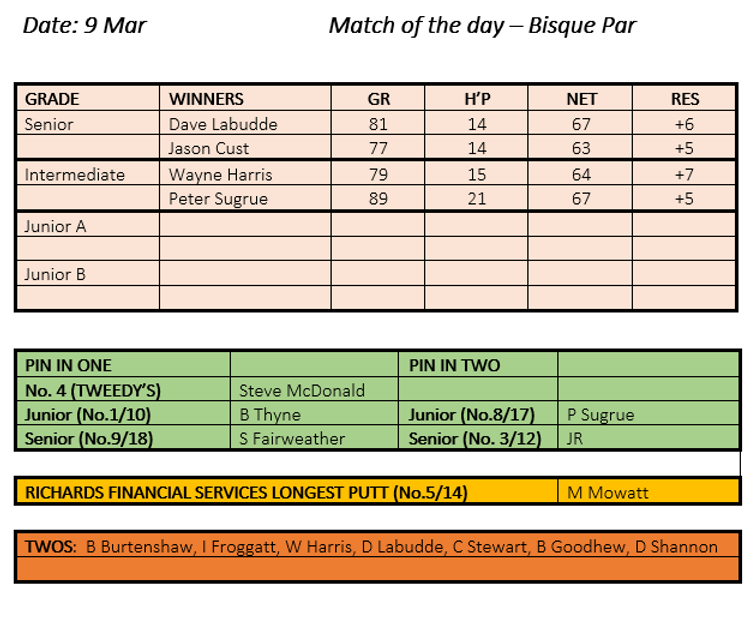 Date: 9 Mar Match of the day – Bisque Par
GRADE WINNERS GR H'P NET RES
Senior Dave Labudde 81 14 67 +6
Jason Cust 77 14 63 +5
Intermediate Wayne Harris 79 15 64 +7
Peter Sugrue 89 21 67 +5
Junior A
Junior B
PIN IN ONE PIN IN TWO
No. 4 (TWEEDY'S) Steve McDonald
Junior (No.1/10) B Thyne Junior (No.8/17) P Sugrue
Senior (No.9/18) S Fairweather Senior (No. 3/12) JR
RICHARDS FINANCIAL SERVICES LONGEST PUTT (No.5/14) M Mowatt
TWOS: B Burtenshaw, I Froggatt, W Harris, D Labudde, C Stewart, B Goodhew, D Shannon